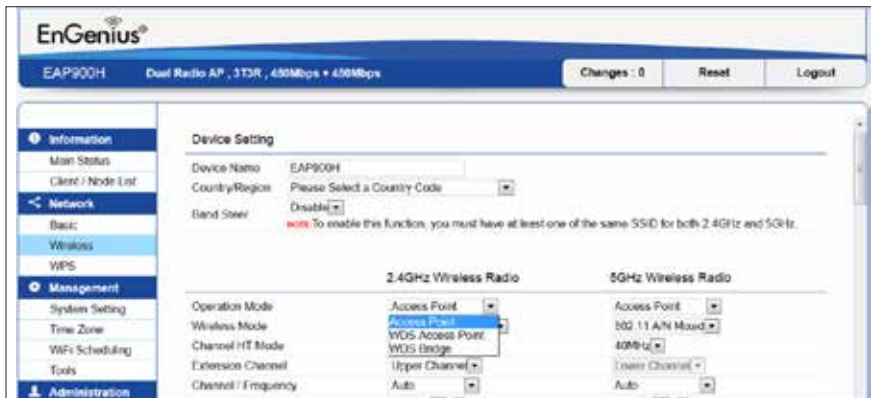 EnGenius®
EAP900H Dual Radio AP , 3T3R , 450Mbps + 450Mbps Changes : 0 Reset Logout
Information
Main Status
Client / Node List
Network
Basic
Wireless
WPS
Management
System Setting
Time Zone
WiFi Scheduling
Tools
Administration
Device Setting
Device Name EAP900H
Country/Region Please Select a Country Code
Band Steer Disable
NOTE:To enable this function, you must have at least one of the same SSID for both 2.4GHz and 5GHz.
2.4GHz Wireless Radio 5GHz Wireless Radio
Operation Mode Access Point Access Point
Access Point
WDS Access Point
WDS Bridge
Wireless Mode 802.11 A/N Mixed
Channel HT Mode 40MHz
Extension Channel Upper Channel Lower Channel
Channel / Frequency Auto Auto